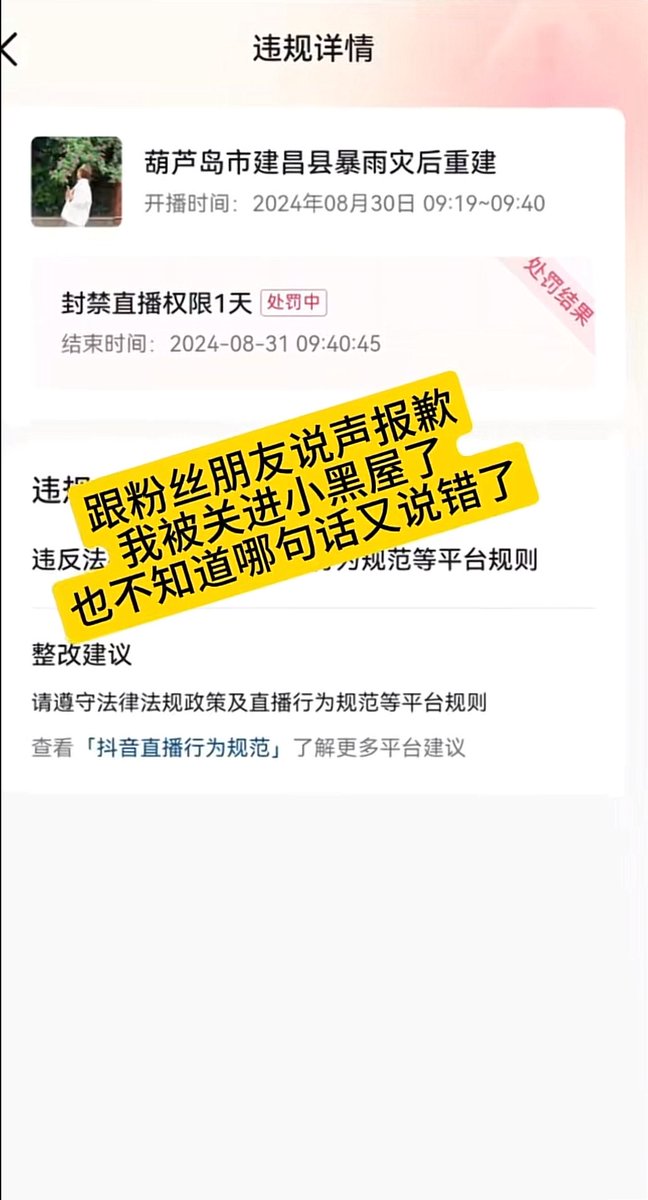 违规详情
葫芦岛市建昌县暴雨灾后重建
开播时间：2024年08月30日 09:19~09:40
处罚结果
封禁直播权限1天 处罚中
结束时间：2024-08-31 09:40:45
跟粉丝朋友说声报歉
我被关进小黑屋了
也不知道哪句话又说错了
违规
违反法 为规范等平台规则
整改建议
请遵守法律法规政策及直播行为规范等平台规则
查看「抖音直播行为规范」了解更多平台建议